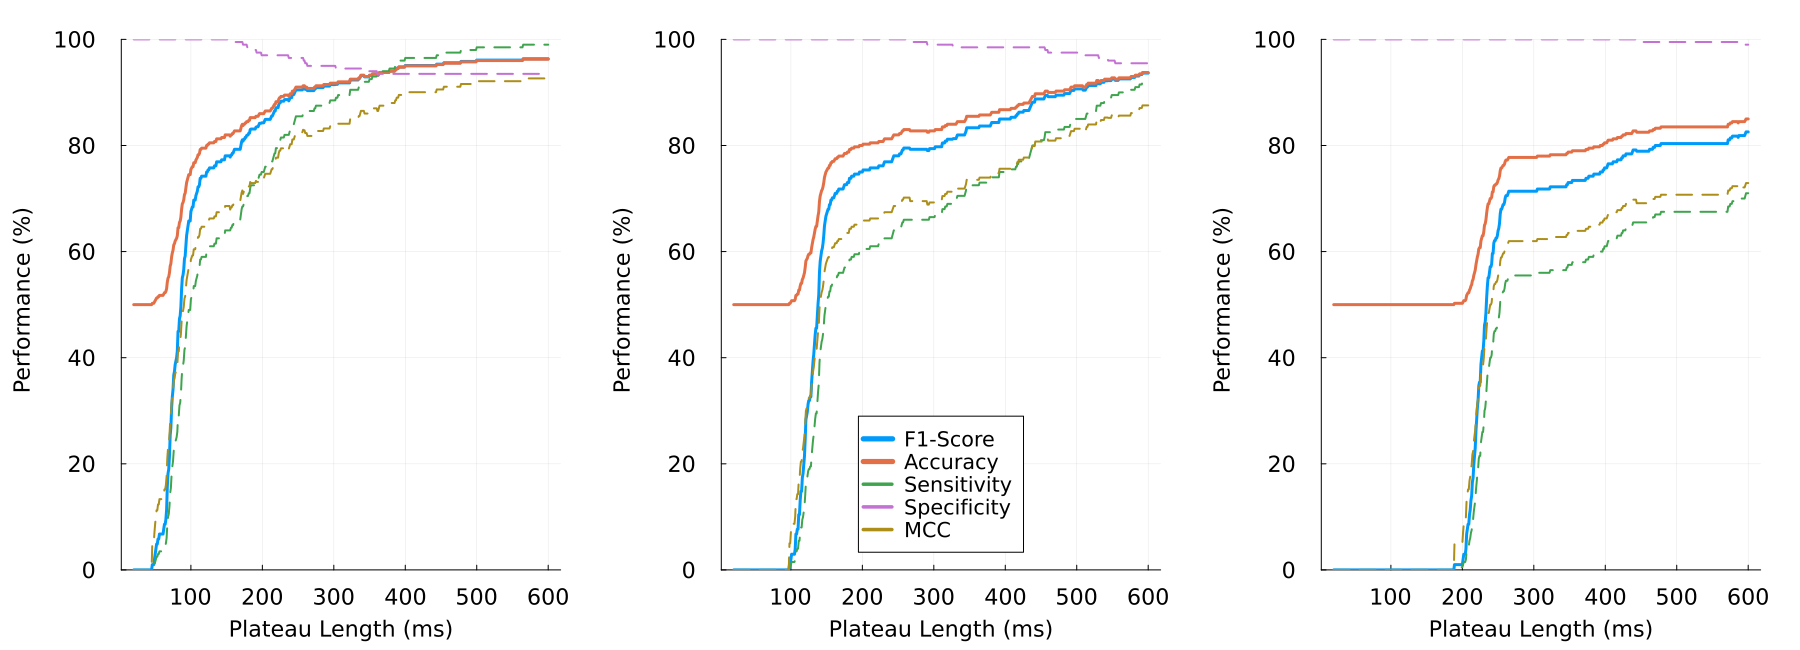 Performance (%)
100
80
60
40
20
0
100 200 300 400 500 600
Plateau Length (ms)
Performance (%)
100
80
60
40
20
0
F1-Score
Accuracy
Sensitivity
Specificity
MCC
100 200 300 400 500 600
Plateau Length (ms)
Performance (%)
100
80
60
40
20
0
100 200 300 400 500 600
Plateau Length (ms)